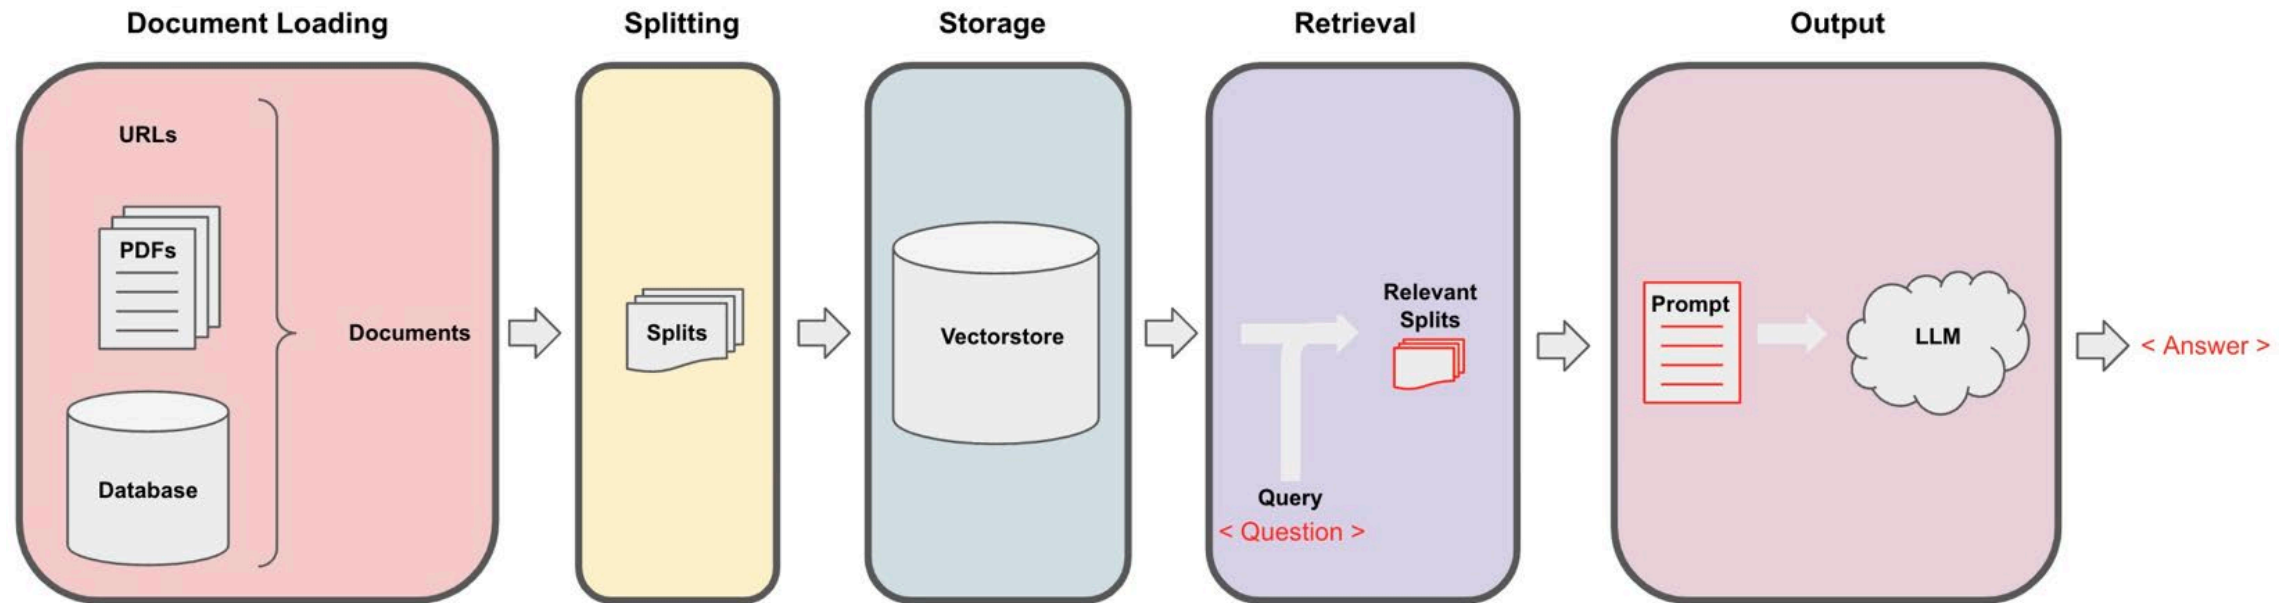 Document Loading
Splitting
Storage
Retrieval
Output
URLs
PDFs
Database
Documents
Splits
Vectorstore
Relevant
Splits
Query
< Question >
Prompt
LLM
< Answer >